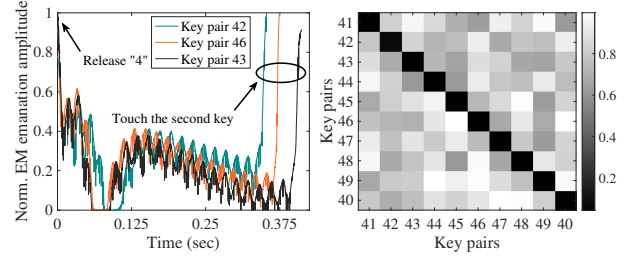 Norm. EM emanation amplitude
1
0.8
0.6
0.4
0.2
0
0
0.125
0.25
0.375
Time (sec)
Key pair 42
Key pair 46
Key pair 43
Release "4"
Touch the second key
Key pairs
41
42
43
44
45
46
47
48
49
40
41 42 43 44 45 46 47 48 49 40
Key pairs
0.8
0.6
0.4
0.2